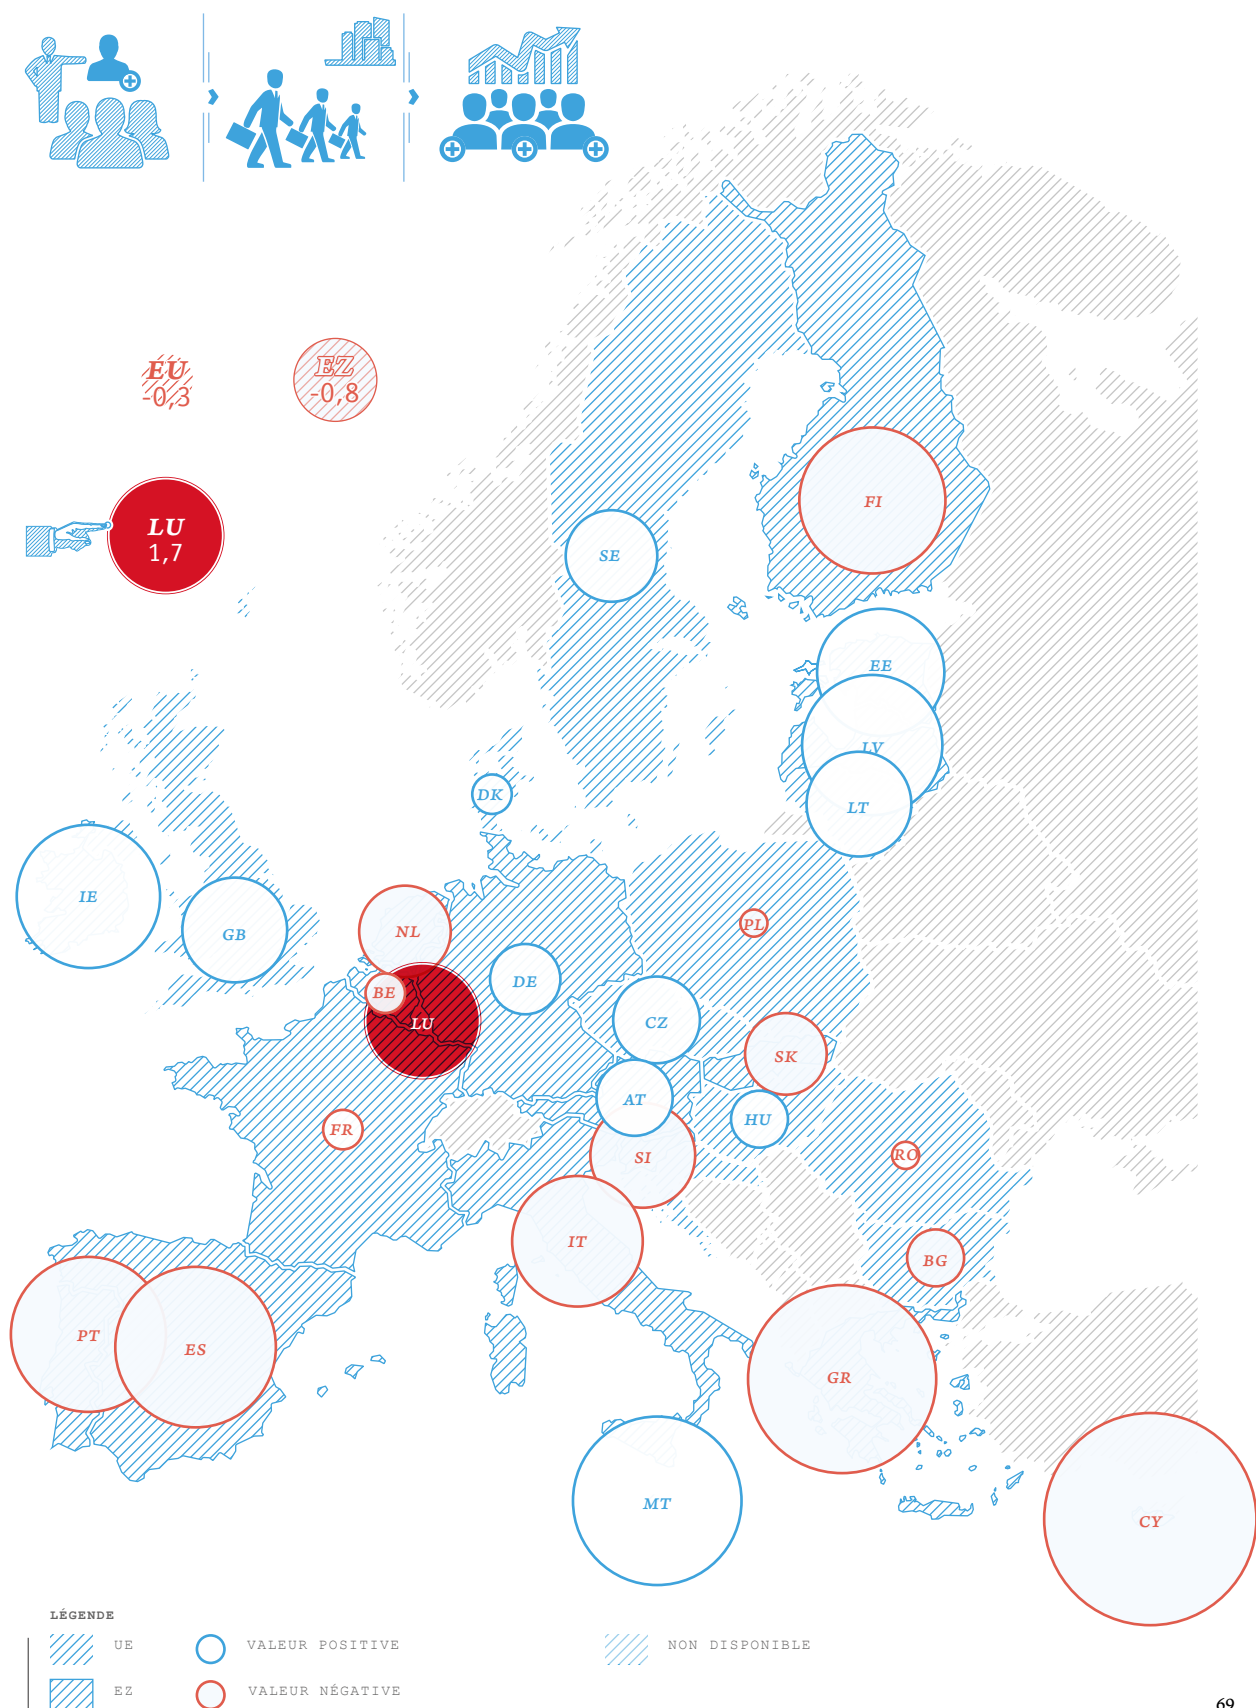 EU
-0,3
EZ
-0,8
LU
1,7
FI
SE
EE
LV
LT
DK
IE
GB
NL
PL
DE
BE
LU
CZ
SK
AT
HU
FR
SI
RO
IT
BG
PT
ES
GR
MT
CY
LÉGENDE
UE
VALEUR POSITIVE
NON DISPONIBLE
EZ
VALEUR NÉGATIVE
69